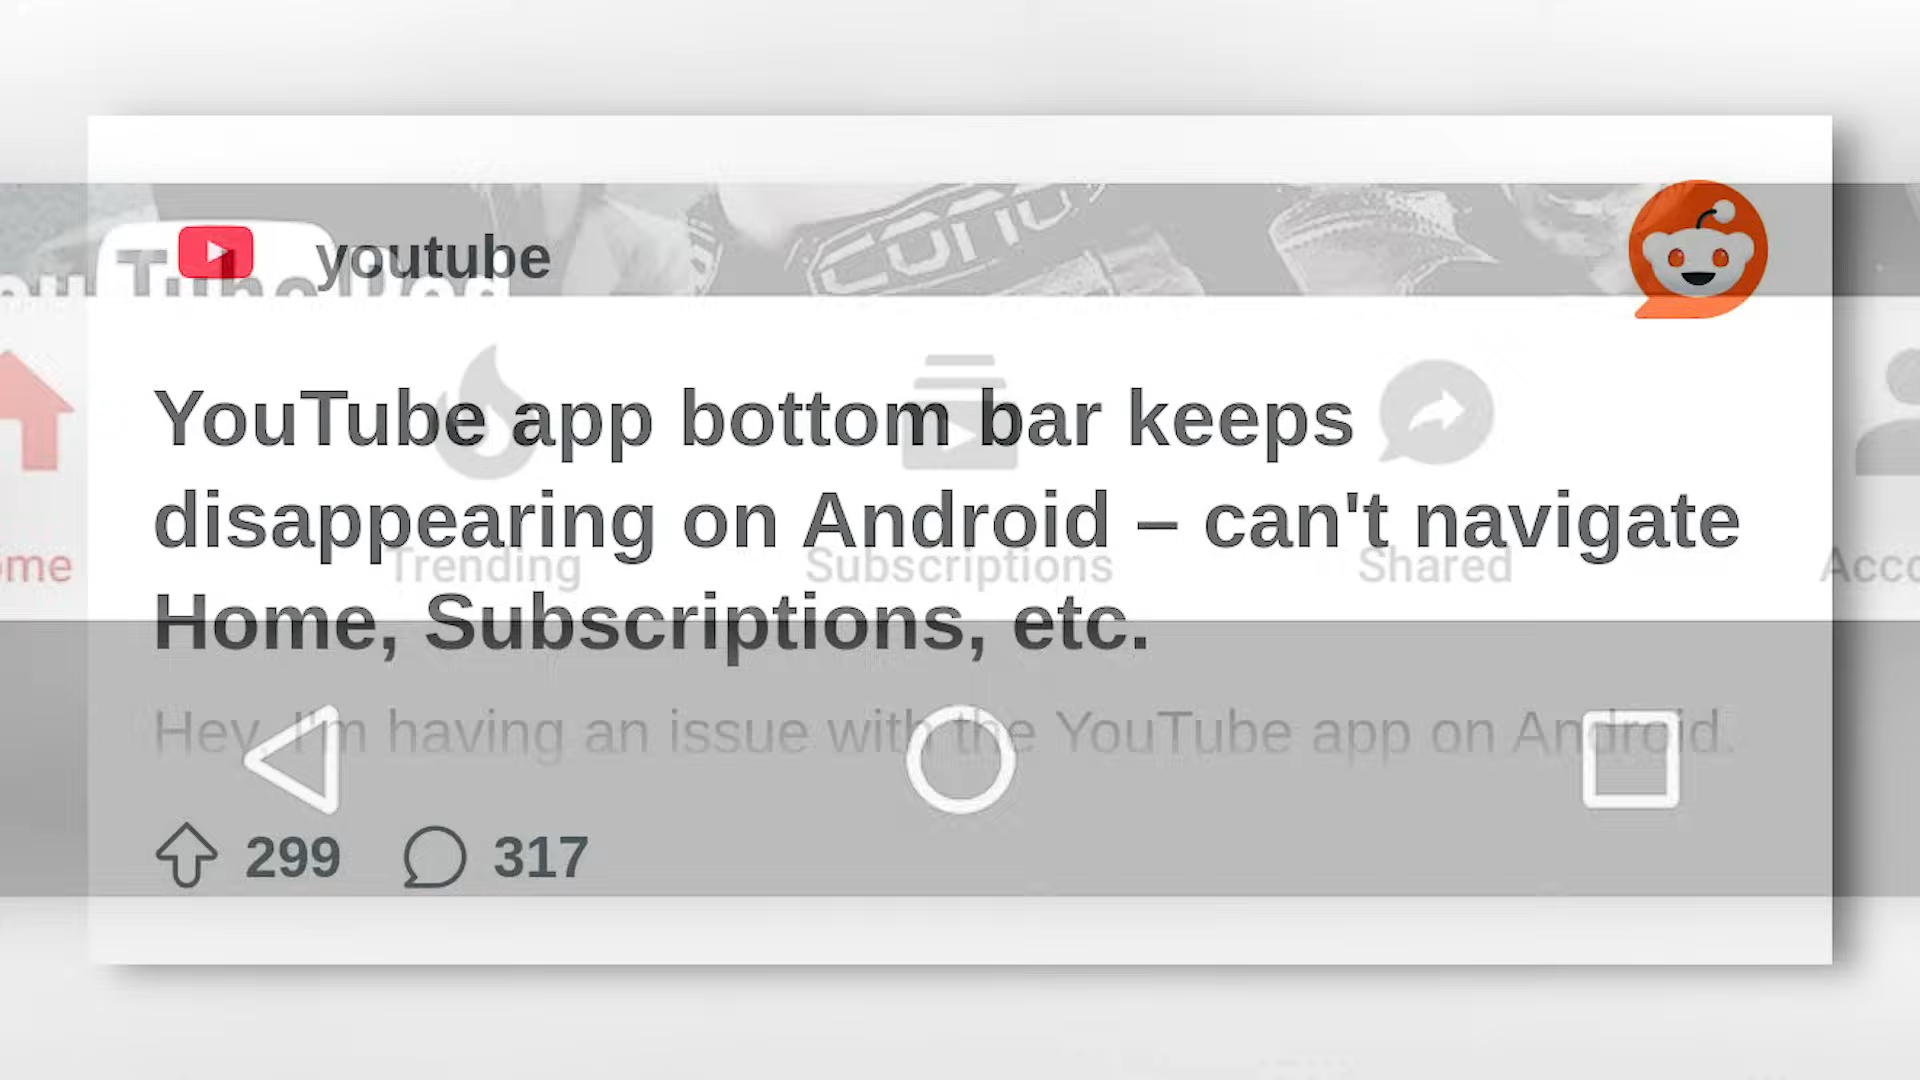 youtube
YouTube app bottom bar keeps
disappearing on Android – can't navigate
Home, Subscriptions, etc.
Trending
Subscriptions
Shared
Hey, I'm having an issue with the YouTube app on Android.
299
317